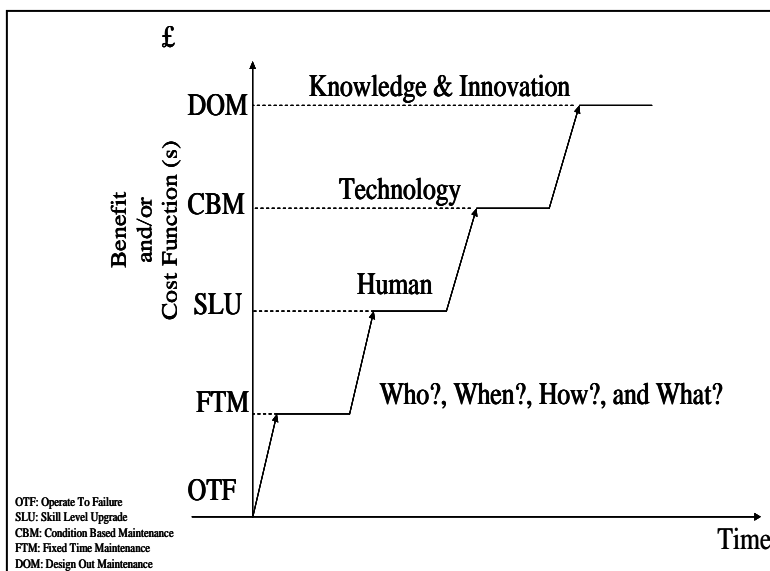 £
Knowledge & Innovation
DOM
Technology
CBM
Benefit
and/or
Cost Function (s)
Human
SLU
Who?, When?, How?, and What?
FTM
OTF
OTF: Operate To Failure
SLU: Skill Level Upgrade
CBM: Condition Based Maintenance
FTM: Fixed Time Maintenance
DOM: Design Out Maintenance
Time